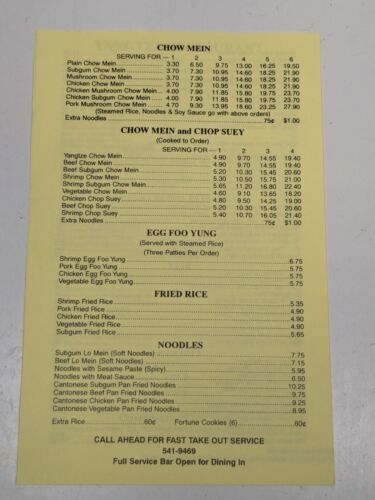 CHOW MEIN
SERVING FOR — 1 2 3 4 5 6
Plain Chow Mein 3.30 6.50 9.75 13.00 16.25 19.50
Subgum Chow Mein 3.70 7.30 10.95 14.60 18.25 21.90
Mushroom Chow Mein 3.70 7.30 10.95 14.60 18.25 21.90
Chicken Chow Mein 3.70 7.30 10.95 14.60 18.25 21.90
Chicken Mushroom Chow Mein 4.00 7.90 11.85 15.80 19.75 23.70
Chicken Subgum Chow Mein 4.00 7.90 11.85 15.80 19.75 23.70
Pork Mushroom Chow Mein 4.70 9.30 13.95 18.60 23.25 27.90
(Steamed Rice, Noodles & Soy Sauce go with above orders)
Extra Noodles 75¢ $1.00
CHOW MEIN and CHOP SUEY
(Cooked to Order)
SERVING FOR — 1 2 3 4
Yangtze Chow Mein 4.90 9.70 14.55 19.40
Beef Chow Mein 4.90 9.70 14.55 19.40
Beef Subgum Chow Mein 5.20 10.30 15.45 20.60
Shrimp Chow Mein 5.30 10.50 15.75 21.00
Shrimp Subgum Chow Mein 5.65 11.20 16.80 22.40
Vegetable Chow Mein 4.60 9.10 13.65 18.20
Chicken Chop Suey 4.80 9.50 14.25 19.00
Beef Chop Suey 5.20 10.30 15.45 20.60
Shrimp Chop Suey 5.40 10.70 16.05 21.40
Extra Noodles 75¢ $1.00
EGG FOO YUNG
(Served with Steamed Rice)
(Three Patties Per Order)
Shrimp Egg Foo Yung 6.75
Pork Egg Foo Yung 5.75
Chicken Egg Foo Yung 5.75
Vegetable Egg Foo Yung 5.75
FRIED RICE
Shrimp Fried Rice 5.35
Pork Fried Rice 4.90
Chicken Fried Rice 4.90
Vegetable Fried Rice 4.90
Subgum Fried Rice 5.65
NOODLES
Subgum Lo Mein (Soft Noodles) 7.75
Beef Lo Mein (Soft Noodles) 7.15
Noodles with Sesame Paste (Spicy) 5.95
Noodles with Meat Sauce 6.50
Cantonese Subgum Pan Fried Noodles 10.25
Cantonese Beef Pan Fried Noodles 9.75
Cantonese Chicken Pan Fried Noodles 9.25
Cantonese Vegetable Pan Fried Noodles 8.95
Extra Rice 60¢ Fortune Cookies (6) 60¢
CALL AHEAD FOR FAST TAKE OUT SERVICE
541-9469
Full Service Bar Open for Dining In